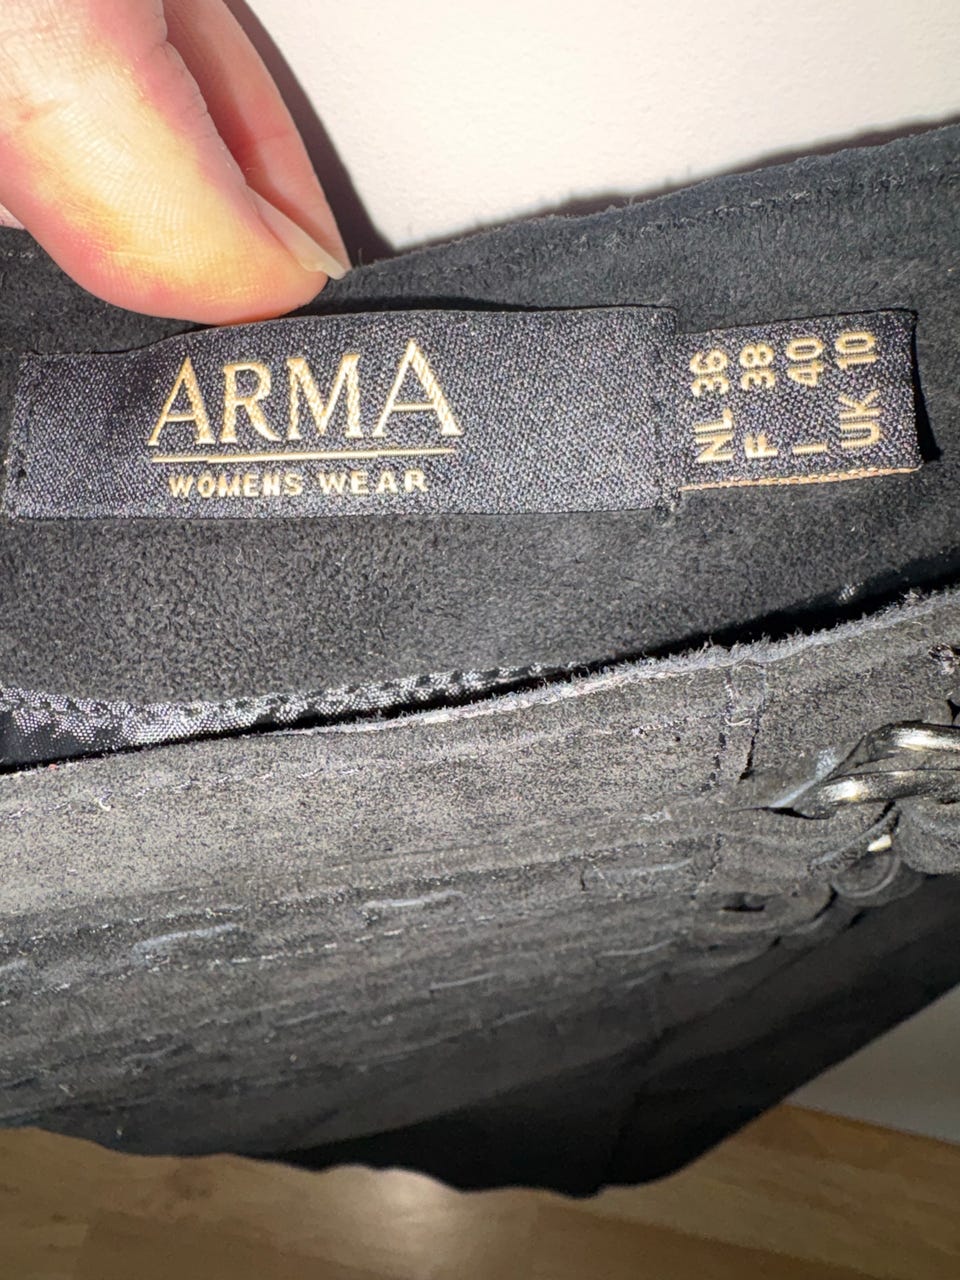 ARMA
WOMENS WEAR
NL 36
F 38
I 40
UK 10